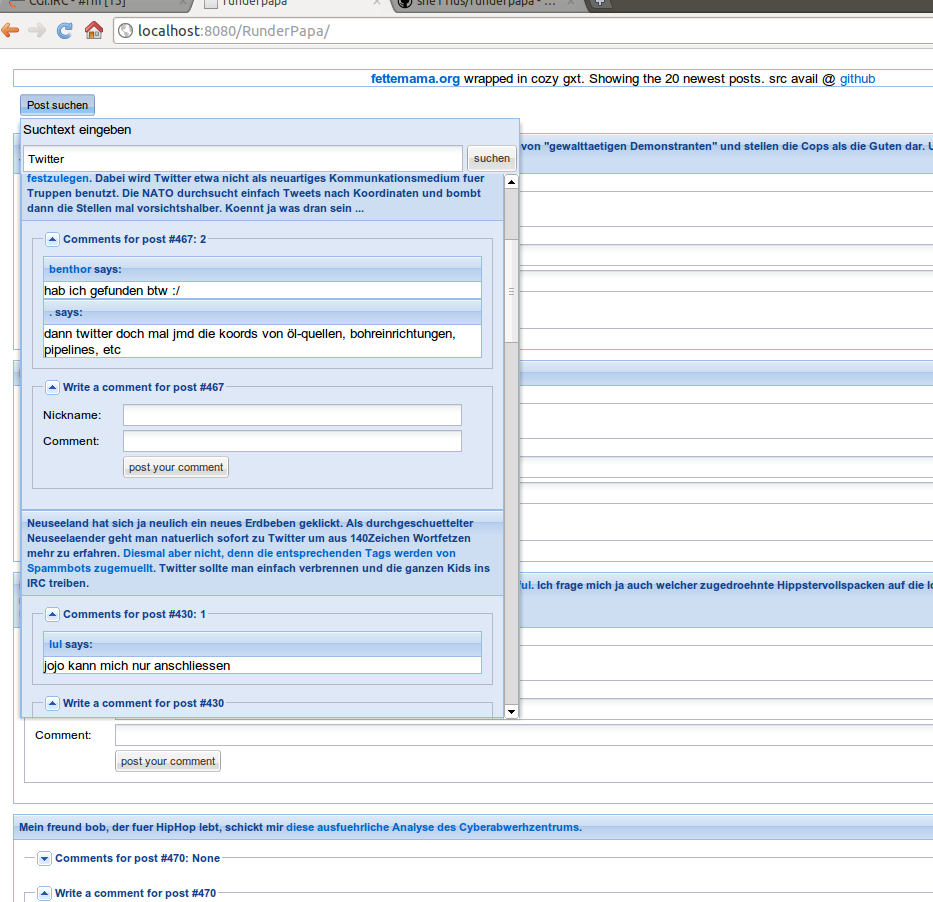 CGI:IRC - #fm [15]
runderpapa
localhost:8080/RunderPapa/
fettemama.org wrapped in cozy gxt. Showing the 20 newest posts. src avail @ github
Post suchen
Suchtext eingeben
Twitter
suchen
von "gewalttaetigen Demonstranten" und stellen die Cops als die Guten dar. U
festzulegen. Dabei wird Twitter etwa nicht als neuartiges Kommunkationsmedium fuer
Truppen benutzt. Die NATO durchsucht einfach Tweets nach Koordinaten und bombt
dann die Stellen mal vorsichtshalber. Koennt ja was dran sein ...
Comments for post #467: 2
benthor says:
hab ich gefunden btw :/
. says:
dann twitter doch mal jmd die koords von öl-quellen, bohreinrichtungen,
pipelines, etc
Write a comment for post #467
Nickname:
Comment:
post your comment
Neuseeland hat sich ja neulich ein neues Erdbeben geklickt. Als durchgeschuettelter
Neuseelaender geht man natuerlich sofort zu Twitter um aus 140Zeichen Wortfetzen
mehr zu erfahren. Diesmal aber nicht, denn die entsprechenden Tags werden von
Spammbots zugemuellt. Twitter sollte man einfach verbrennen und die ganzen Kids ins
IRC treiben.
ful. Ich frage mich ja auch welcher zugedroehnte Hippstervollspacken auf die Id
Comments for post #430: 1
lul says:
jojo kann mich nur anschliessen
Write a comment for post #430
Comment:
post your comment
Mein freund bob, der fuer HipHop lebt, schickt mir diese ausfuehrliche Analyse des Cyberabwerhzentrums.
Comments for post #470: None
Write a comment for post #470